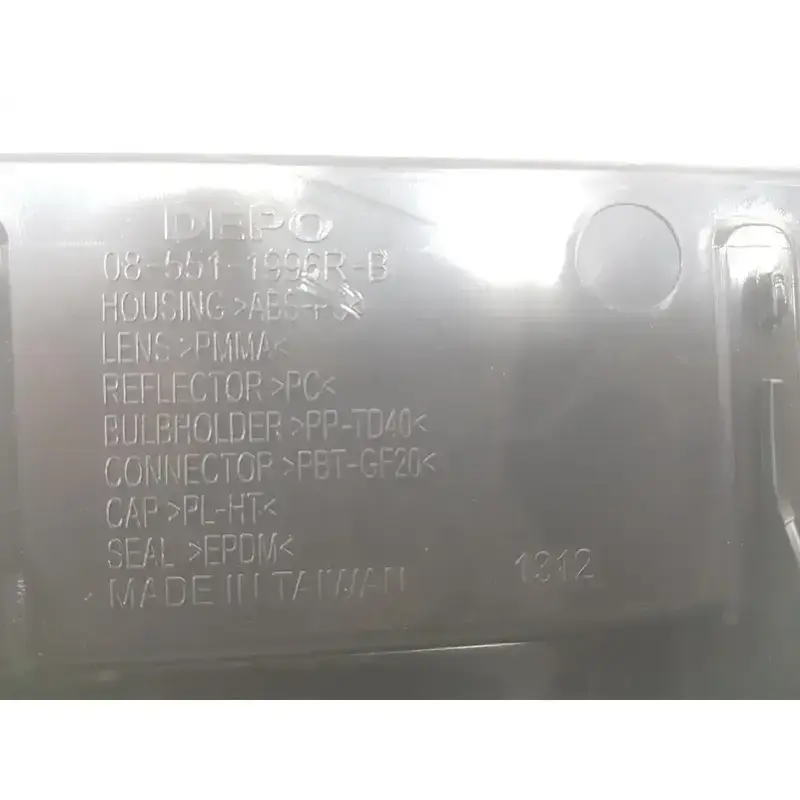 DEPO
08-551-1996R-B
HOUSING >ABS
LENS >PMMA<
REFLECTOR >PC<
BULBHOLDER >PP-TD40<
CONNECTOR >PBT-GF20<
CAP >PL-HT<
SEAL >EPDM<
MADE IN TAIWAN 1312